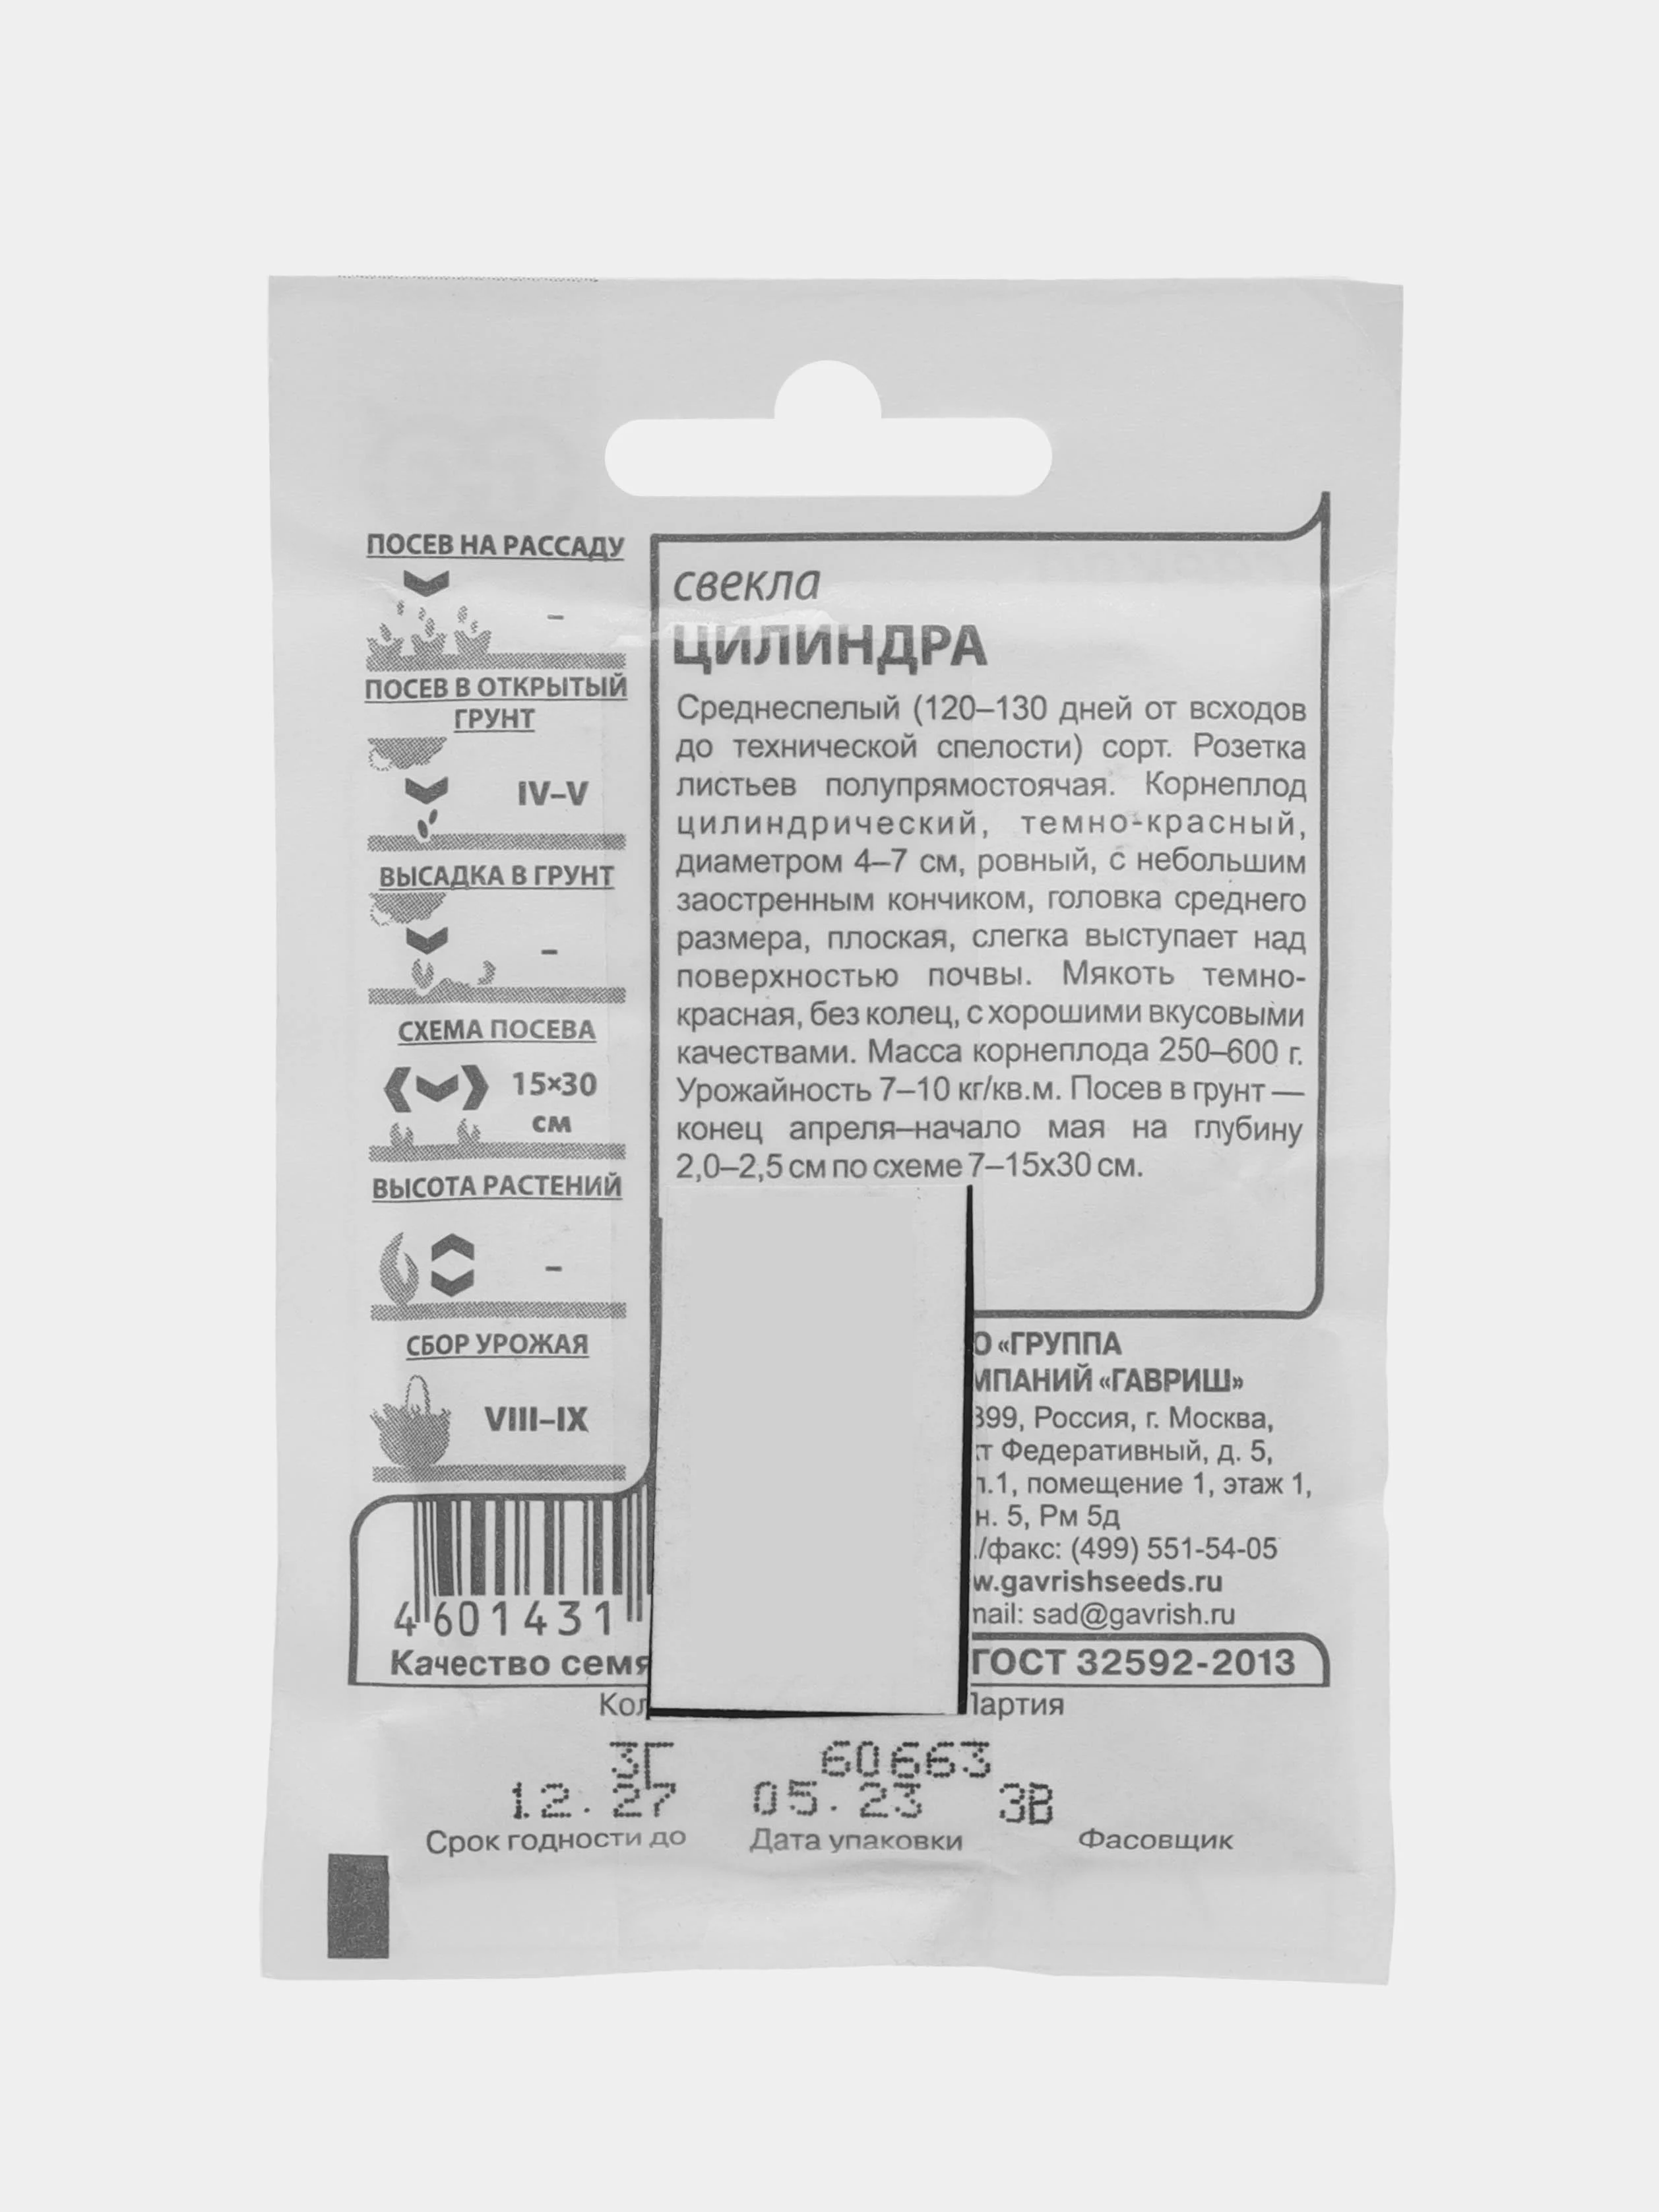 ПОСЕВ НА РАССАДУ
–
ПОСЕВ В ОТКРЫТЫЙ
ГРУНТ
IV–V
ВЫСАДКА В ГРУНТ
–
СХЕМА ПОСЕВА
15×30
см
ВЫСОТА РАСТЕНИЙ
–
СБОР УРОЖАЯ
VIII–IX
свекла
ЦИЛИНДРА
Среднеспелый (120–130 дней от всходов
до технической спелости) сорт. Розетка
листьев полупрямостоячая. Корнеплод
цилиндрический, темно-красный,
диаметром 4–7 см, ровный, с небольшим
заостренным кончиком, головка среднего
размера, плоская, слегка выступает над
поверхностью почвы. Мякоть темно-
красная, без колец, с хорошими вкусовыми
качествами. Масса корнеплода 250–600 г.
Урожайность 7–10 кг/кв.м. Посев в грунт —
конец апреля–начало мая на глубину
2,0–2,5 см по схеме 7–15х30 см.
«ГРУППА
«ГАВРИШ»
Россия, г. Москва,
Федеративный, д. 5,
помещение 1, этаж 1,
5, Рм 5д
/факс: (499) 551-54-05
w.gavrishseeds.ru
sad@gavrish.ru
4 601431
Качество
ГОСТ 32592-2013
3Г 60663
12.27 05.23 3В
Срок годности до Дата упаковки Фасовщик